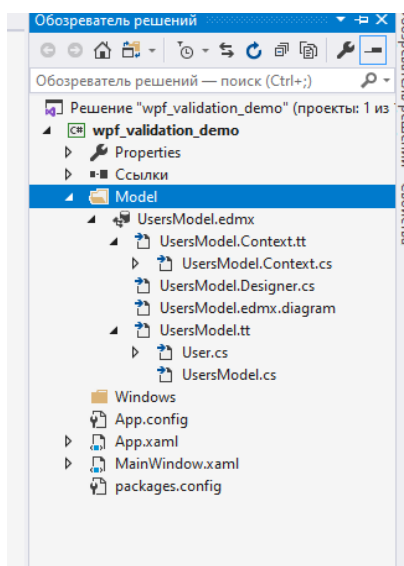 Обозреватель решений
Обозреватель решений — поиск (Ctrl+;)
Решение "wpf_validation_demo" (проекты: 1 из
wpf_validation_demo
Properties
Ссылки
Model
UsersModel.edmx
UsersModel.Context.tt
UsersModel.Context.cs
UsersModel.Designer.cs
UsersModel.edmx.diagram
UsersModel.tt
User.cs
UsersModel.cs
Windows
App.config
App.xaml
MainWindow.xaml
packages.config